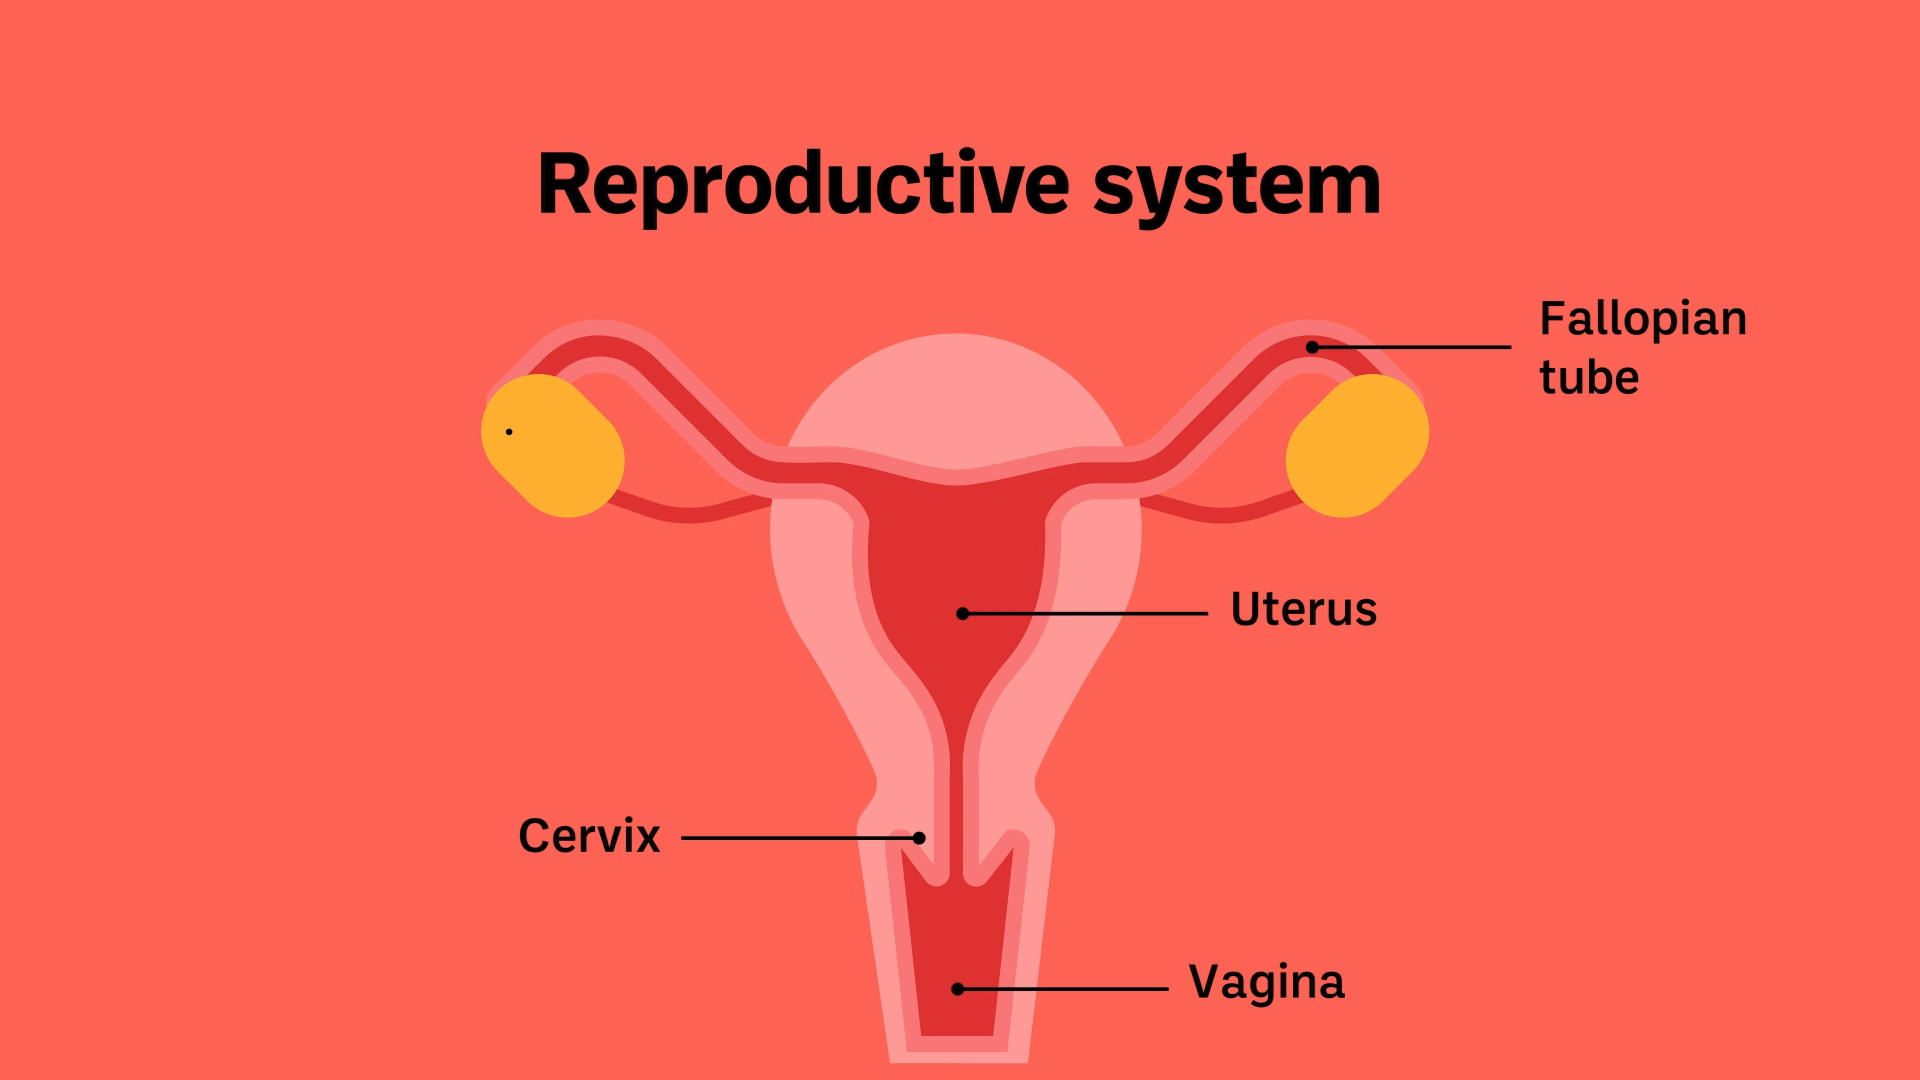 Reproductive system
Fallopian
tube
Uterus
Cervix
Vagina